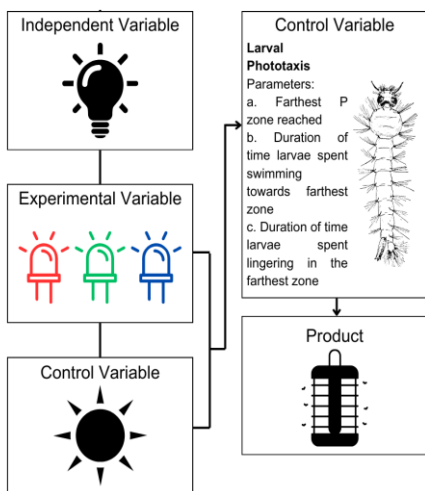 Independent Variable
Experimental Variable
Control Variable
Control Variable
Larval
Phototaxis
Parameters:
a. Farthest P
zone reached
b. Duration of
time larvae spent
swimming
towards farthest
zone
c. Duration of time
larvae spent
lingering in the
farthest zone
Product